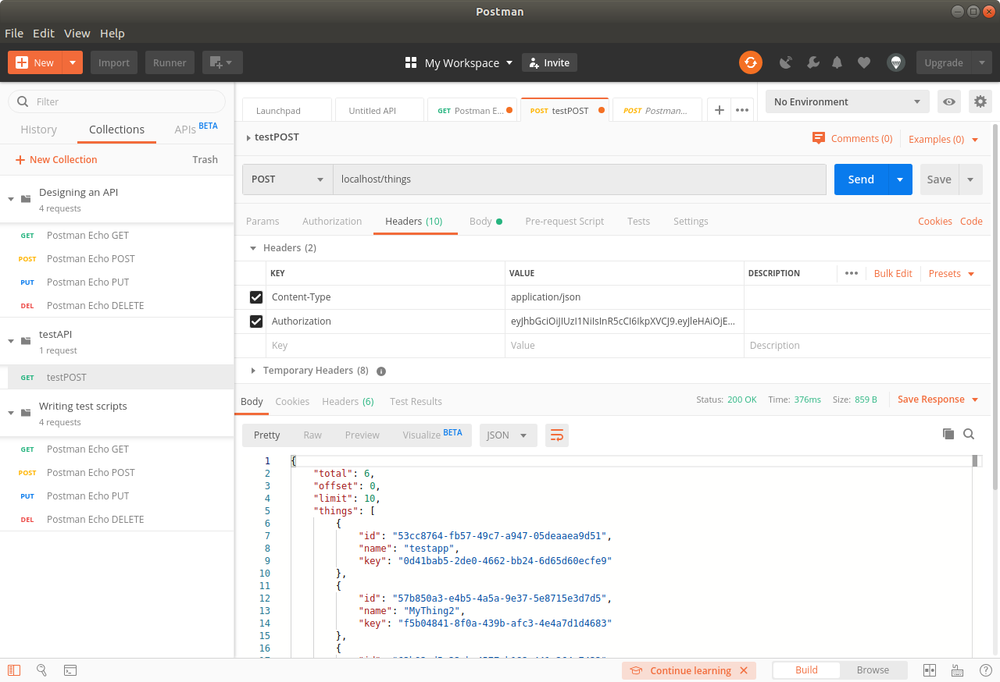 Postman
File Edit View Help
New Import Runner My Workspace Invite Upgrade
Filter
History Collections APIs BETA
New Collection Trash
Designing an API
4 requests
GET Postman Echo GET
POST Postman Echo POST
PUT Postman Echo PUT
DEL Postman Echo DELETE
testAPI
1 request
GET testPOST
Writing test scripts
4 requests
GET Postman Echo GET
POST Postman Echo POST
PUT Postman Echo PUT
DEL Postman Echo DELETE
Launchpad Untitled API GET Postman E... POST testPOST POST Postman... No Environment
testPOST Comments (0) Examples (0)
POST localhost/things Send Save
Params Authorization Headers (10) Body Pre-request Script Tests Settings Cookies Code
Headers (2)
KEY VALUE DESCRIPTION Bulk Edit Presets
Content-Type application/json
Authorization eyJhbGciOiJIUzI1NiIsInR5cCI6IkpXVCJ9.eyJleHAiOjE...
Key Value Description
Temporary Headers (8)
Body Cookies Headers (6) Test Results Status: 200 OK Time: 376ms Size: 859 B Save Response
Pretty Raw Preview Visualize BETA JSON
1 {
2 "total": 6,
3 "offset": 0,
4 "limit": 10,
5 "things": [
6 {
7 "id": "53cc8764-fb57-49c7-a947-05deaaea9d51",
8 "name": "testapp",
9 "key": "0d41bab5-2de0-4662-bb24-6d65d60ecfe9"
10 },
11 {
12 "id": "57b850a3-e4b5-4a5a-9e37-5e8715e3d7d5",
13 "name": "MyThing2",
14 "key": "f5b04841-8f0a-439b-afc3-4e4a7d1d4683"
15 },
16 {
Continue learning Build Browse